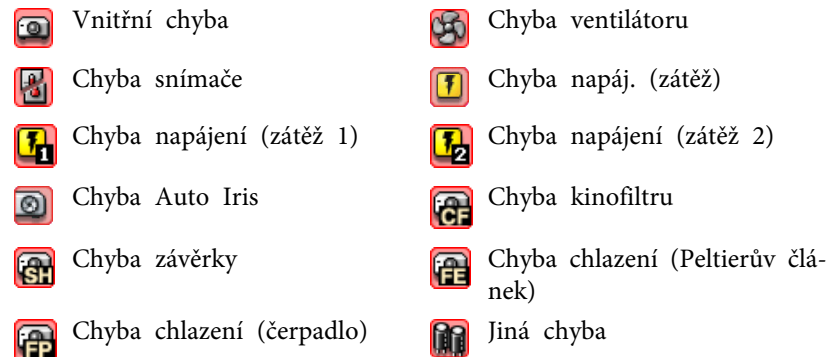 Vnitřní chyba
Chyba ventilátoru
Chyba snímače
Chyba napáj. (zátěž)
1
Chyba napájení (zátěž 1)
2
Chyba napájení (zátěž 2)
Chyba Auto Iris
CF
Chyba kinofiltru
SH
Chyba závěrky
FE
Chyba chlazení (Peltierův člá-
nek)
FP
Chyba chlazení (čerpadlo)
Jiná chyba